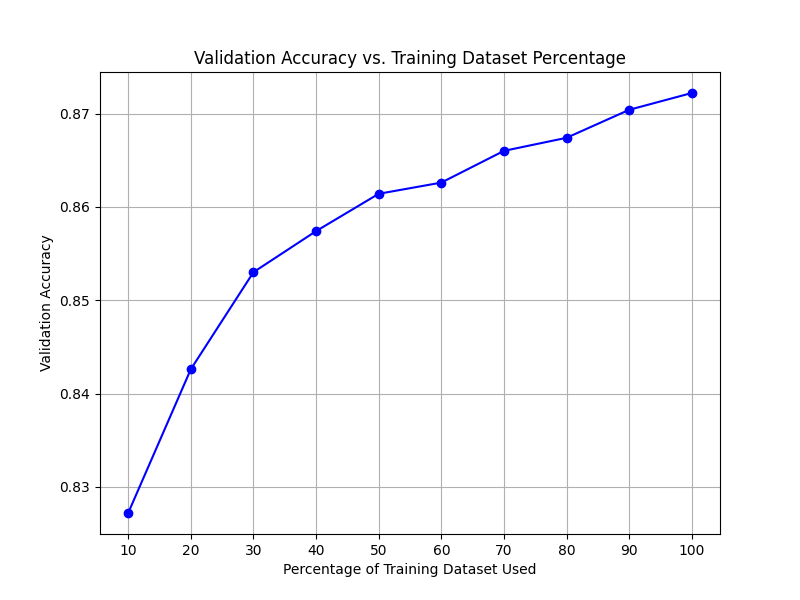 Validation Accuracy vs. Training Dataset Percentage
0.87
0.86
0.85
0.84
0.83
Validation Accuracy
10 20 30 40 50 60 70 80 90 100
Percentage of Training Dataset Used